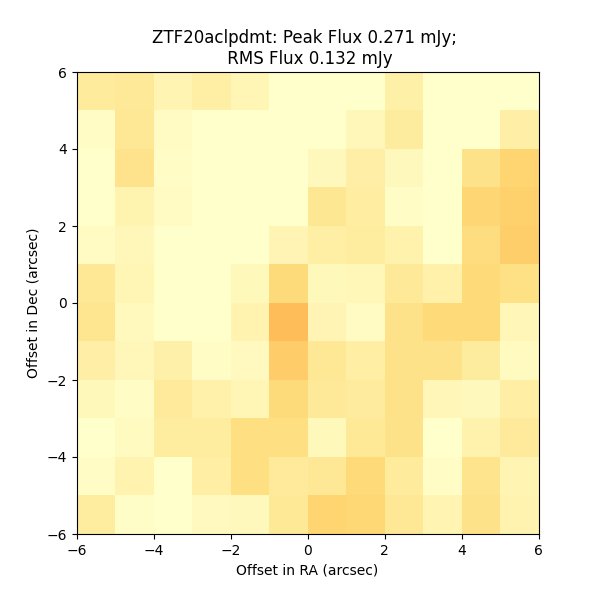 ZTF20aclpdmt: Peak Flux 0.271 mJy;
RMS Flux 0.132 mJy
6
4
2
0
−2
−4
−6
Offset in Dec (arcsec)
−6 −4 −2 0 2 4 6
Offset in RA (arcsec)